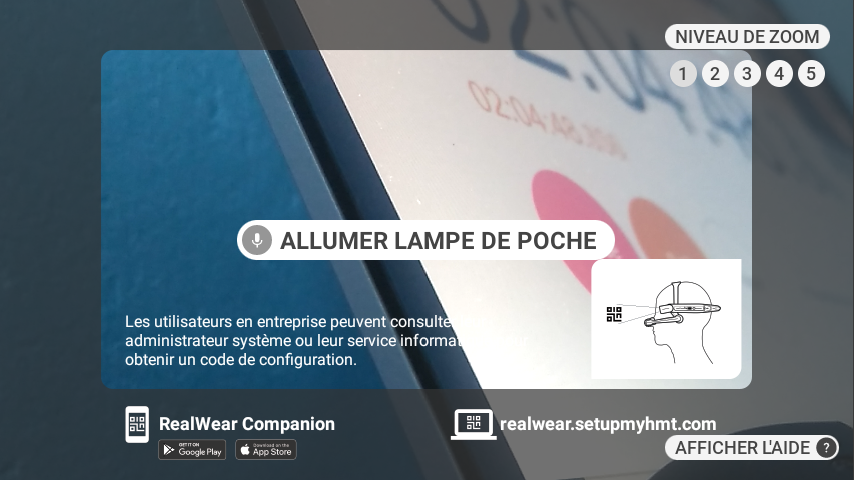 NIVEAU DE ZOOM
1 2 3 4 5
02:04:48
ALLUMER LAMPE DE POCHE
Les utilisateurs en entreprise peuvent consulte
administrateur système ou leur service informat
obtenir un code de configuration.
RealWear Companion
realwear.setupmyhmt.com
GET IT ON
Google Play
Download on the
App Store
AFFICHER L'AIDE ?